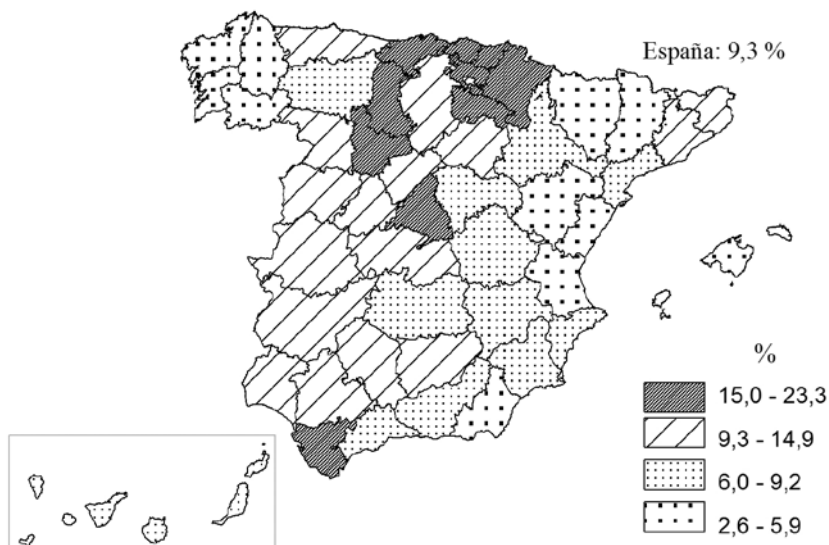 España: 9,3 %
%
15,0 - 23,3
9,3 - 14,9
6,0 - 9,2
2,6 - 5,9